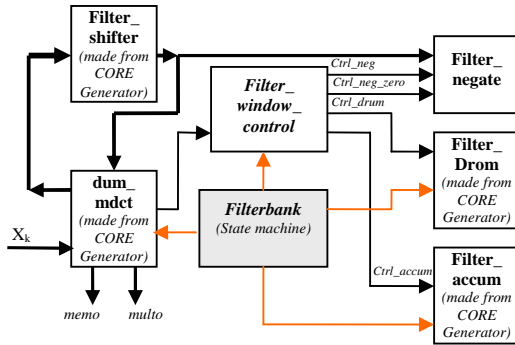 Filter_
shifter
(made from
CORE
Generator)
Ctrl_neg
Ctrl_neg_zero
Ctrl_drum
Filter_
negate
Filter_
window_
control
Filter_
Drom
(made from
CORE
Generator)
dum_
mdct
(made from
CORE
Generator)
X_k
Filterbank
(State machine)
Ctrl_accum
Filter_
accum
(made from
CORE
Generator)
memo
multo